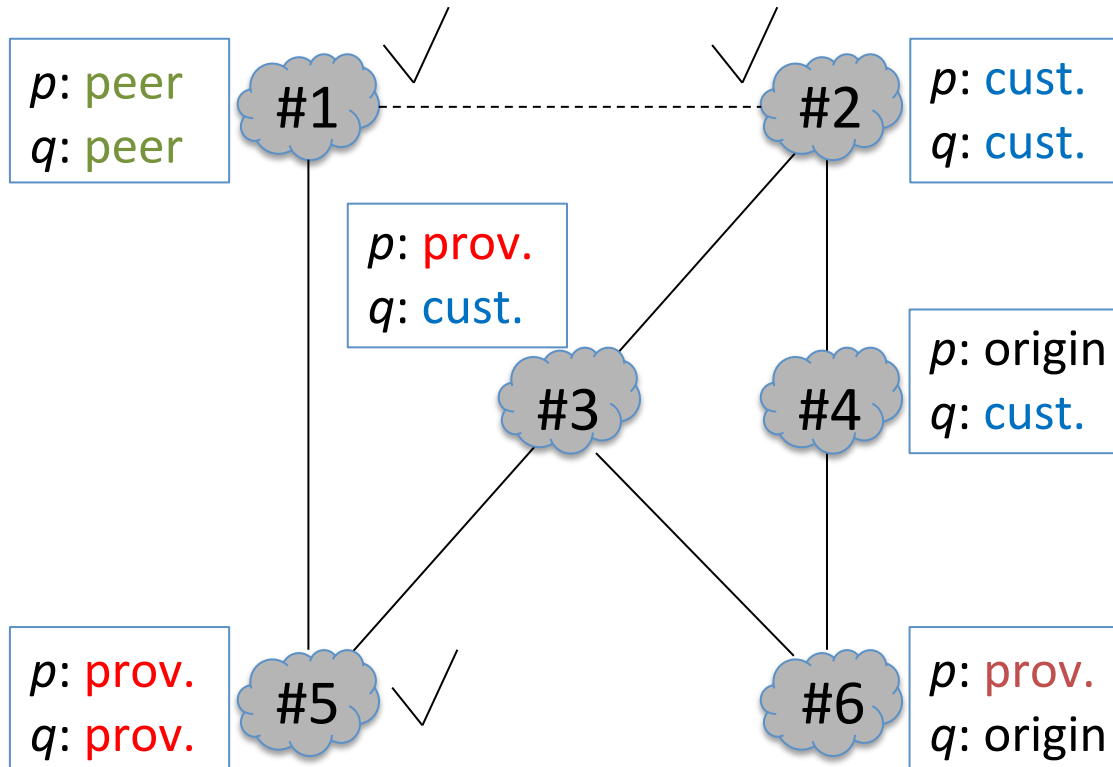 p: peer
q: peer
#1
#2
p: cust.
q: cust.
p: prov.
q: cust.
#3
#4
p: origin
q: cust.
p: prov.
q: prov.
#5
#6
p: prov.
q: origin